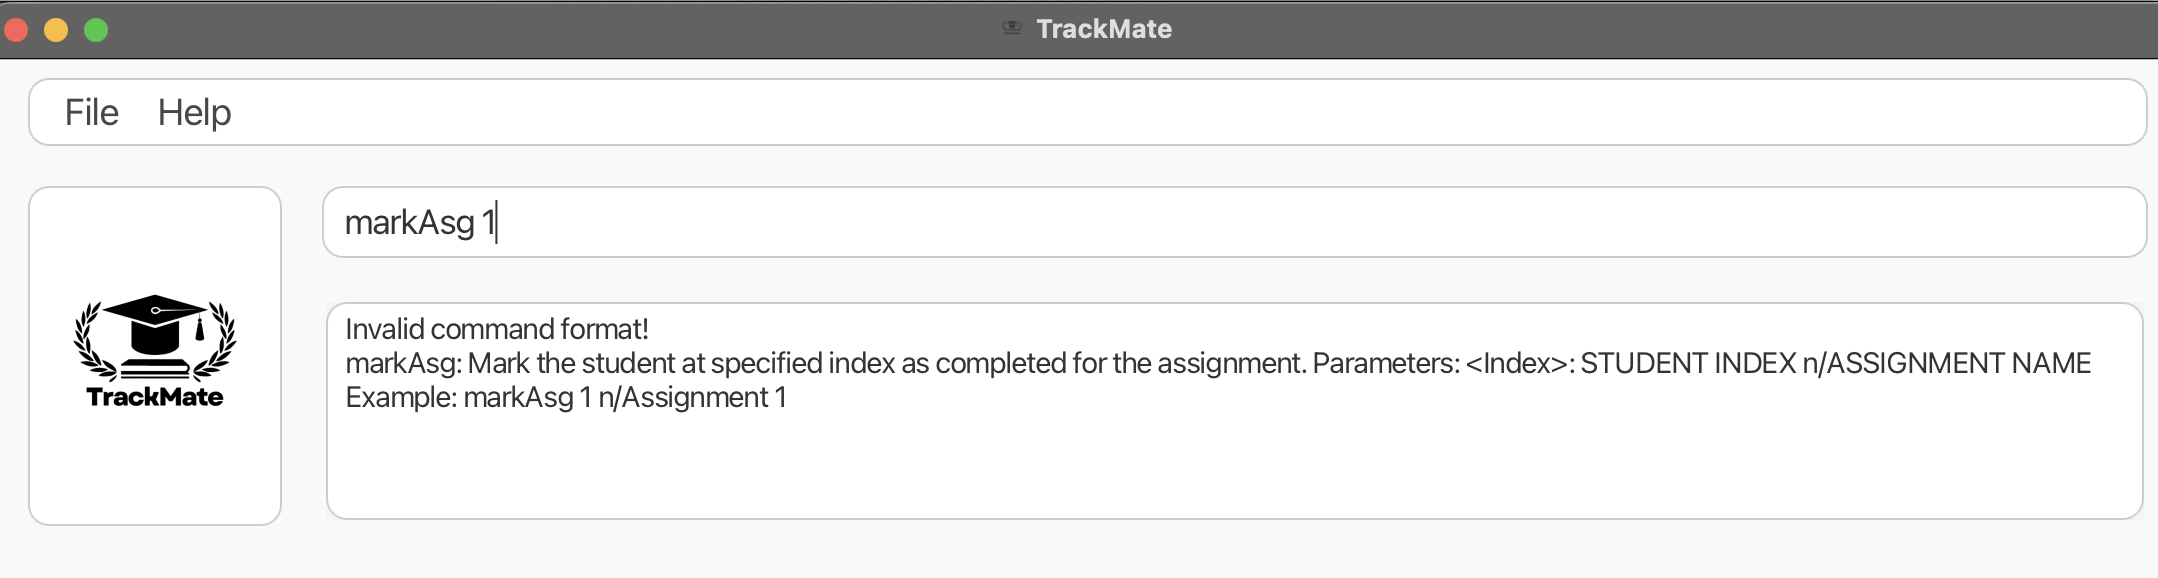 TrackMate
File Help
markAsg 1
TrackMate
Invalid command format!
markAsg: Mark the student at specified index as completed for the assignment. Parameters: <Index>: STUDENT INDEX n/ASSIGNMENT NAME
Example: markAsg 1 n/Assignment 1